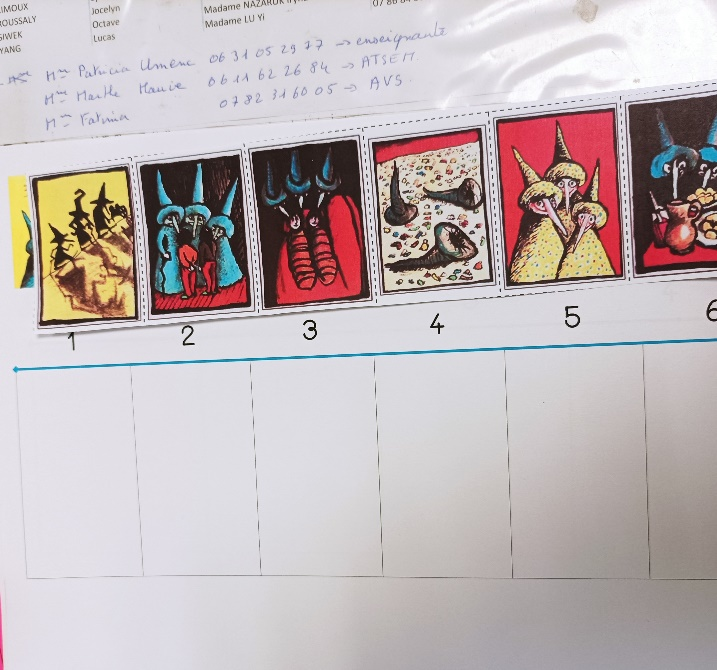 IMOUX Jocelyn Madame NAZAROK
ROUSSALY Octave Madame LU Yi
SIWEK Lucas
YANG
Mme Patricia Umène 06 31 05 29 77 → enseignante
Mme Marthe Marie 06 11 62 26 84 → ATSEM
Mme Fatima 07 82 31 60 05 → AVS
1 2 3 4 5 6